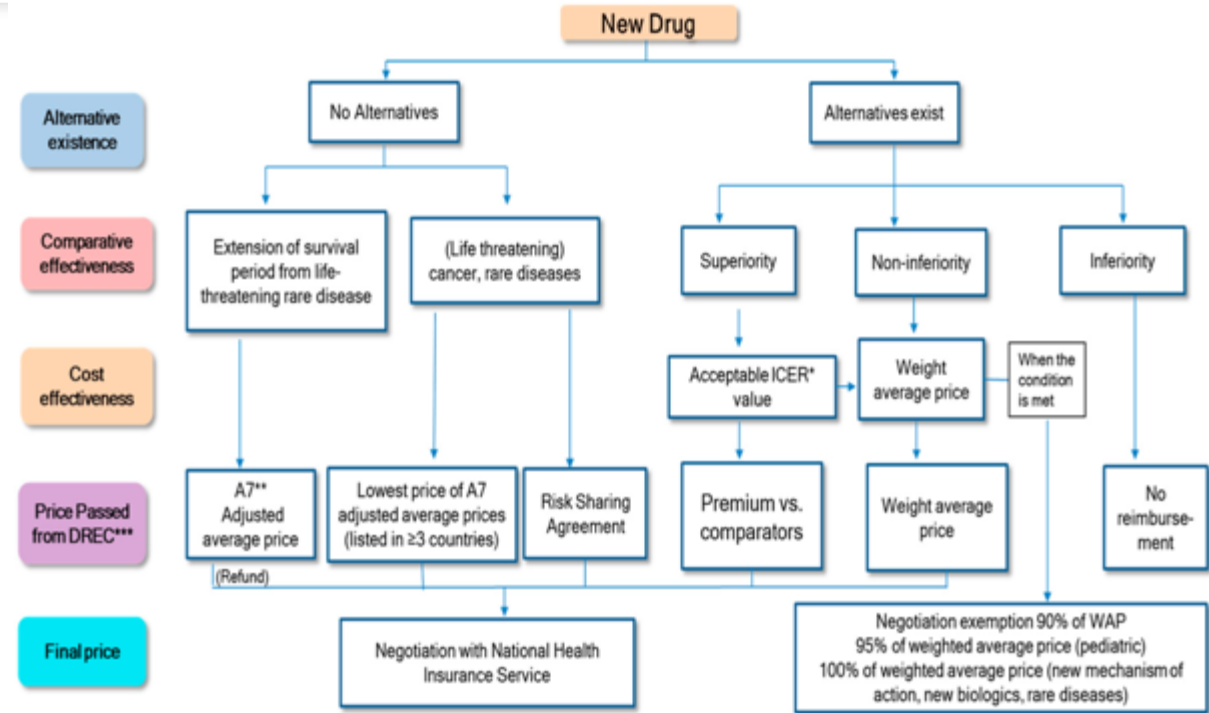 New Drug
Alternative
existence
No Alternatives
Alternatives exist
Comparative
effectiveness
Extension of survival
period from life-
threatening rare disease
(Life threatening)
cancer, rare diseases
Superiority
Non-inferiority
Inferiority
Cost
effectiveness
Acceptable ICER*
value
Weight
average price
When the
condition
is met
Price Passed
from DREC***
A7**
Adjusted
average price
Lowest price of A7
adjusted average prices
(listed in ≥3 countries)
Risk Sharing
Agreement
Premium vs.
comparators
Weight average
price
No
reimburse-
ment
(Refund)
Final price
Negotiation with National Health
Insurance Service
Negotiation exemption 90% of WAP
95% of weighted average price (pediatric)
100% of weighted average price (new mechanism of
action, new biologics, rare diseases)